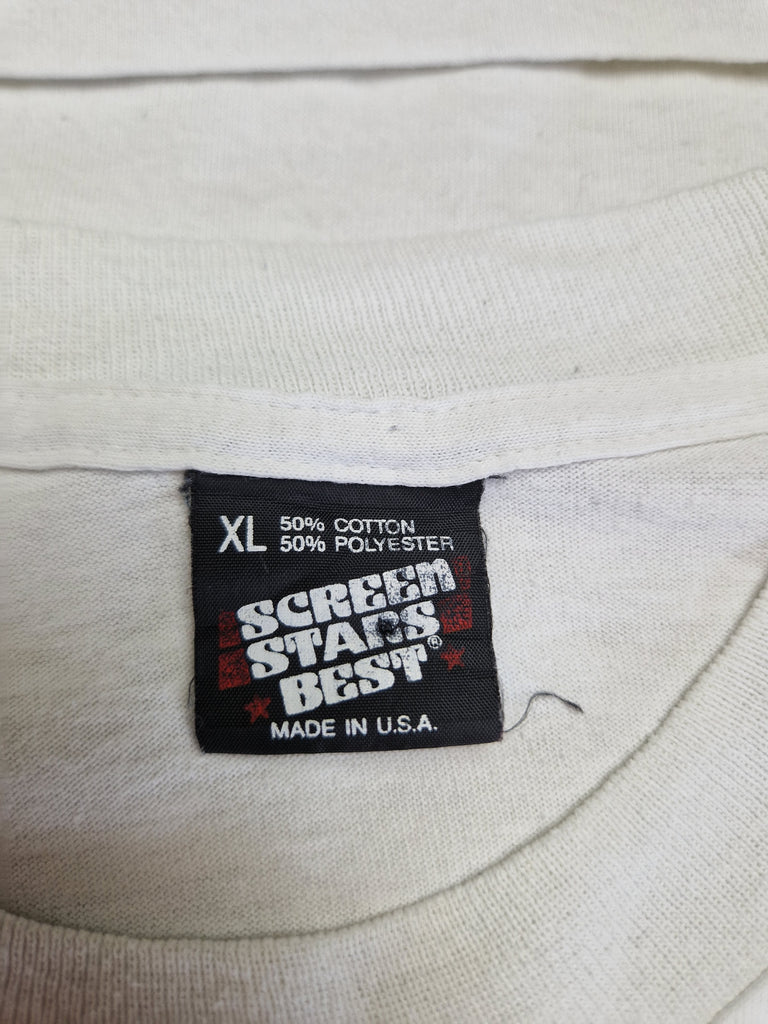 XL 50% COTTON
50% POLYESTER
SCREEN
STARS
BEST®
MADE IN U.S.A.